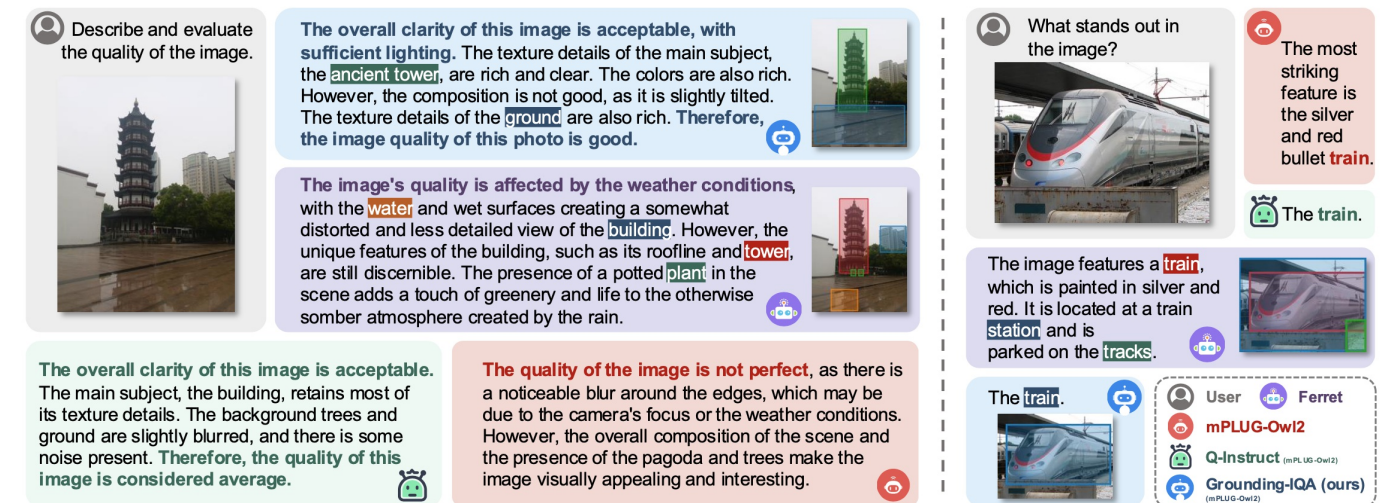 Describe and evaluate
the quality of the image.
The overall clarity of this image is acceptable, with
sufficient lighting. The texture details of the main subject,
the ancient tower, are rich and clear. The colors are also rich.
However, the composition is not good, as it is slightly tilted.
The texture details of the ground are also rich. Therefore,
the image quality of this photo is good.
The image's quality is affected by the weather conditions,
with the water and wet surfaces creating a somewhat
distorted and less detailed view of the building. However, the
unique features of the building, such as its roofline and tower,
are still discernible. The presence of a potted plant in the
scene adds a touch of greenery and life to the otherwise
somber atmosphere created by the rain.
The overall clarity of this image is acceptable.
The main subject, the building, retains most of
its texture details. The background trees and
ground are slightly blurred, and there is some
noise present. Therefore, the quality of this
image is considered average.
The quality of the image is not perfect, as there is
a noticeable blur around the edges, which may be
due to the camera's focus or the weather conditions.
However, the overall composition of the scene and
the presence of the pagoda and trees make the
image visually appealing and interesting.
What stands out in
the image?
The most
striking
feature is
the silver
and red
bullet train.
The train.
The image features a train,
which is painted in silver and
red. It is located at a train
station and is
parked on the tracks.
The train.
User Ferret
mPLUG-Owl2
Q-Instruct (mPLUG-Owl2)
Grounding-IQA (ours)
(mPLUG-Owl2)